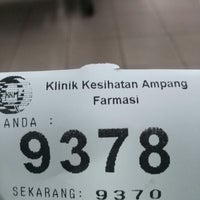 Klinik Kesihatan Ampang
Farmasi
ANDA :
9378
SEKARANG: 9370